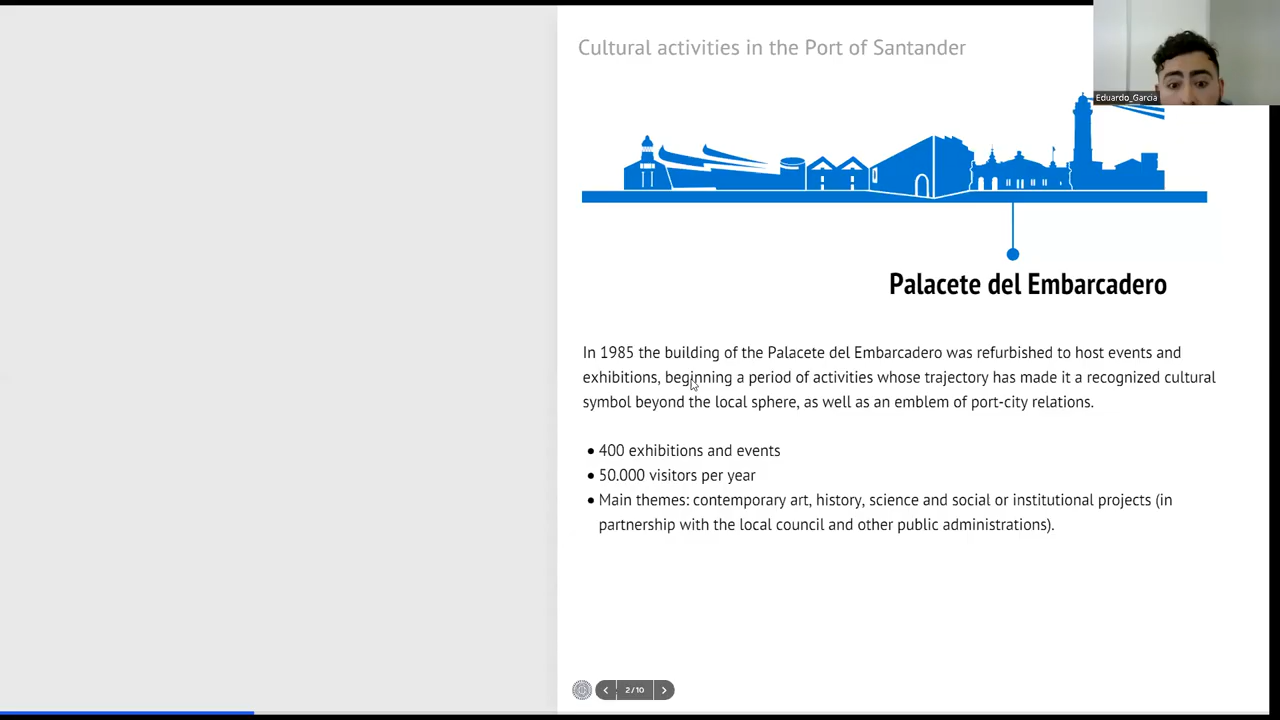 Cultural activities in the Port of Santander
Eduardo_Garcia
Palacete del Embarcadero
In 1985 the building of the Palacete del Embarcadero was refurbished to host events and
exhibitions, beginning a period of activities whose trajectory has made it a recognized cultural
symbol beyond the local sphere, as well as an emblem of port-city relations.
• 400 exhibitions and events
• 50.000 visitors per year
• Main themes: contemporary art, history, science and social or institutional projects (in
partnership with the local council and other public administrations).
2/10